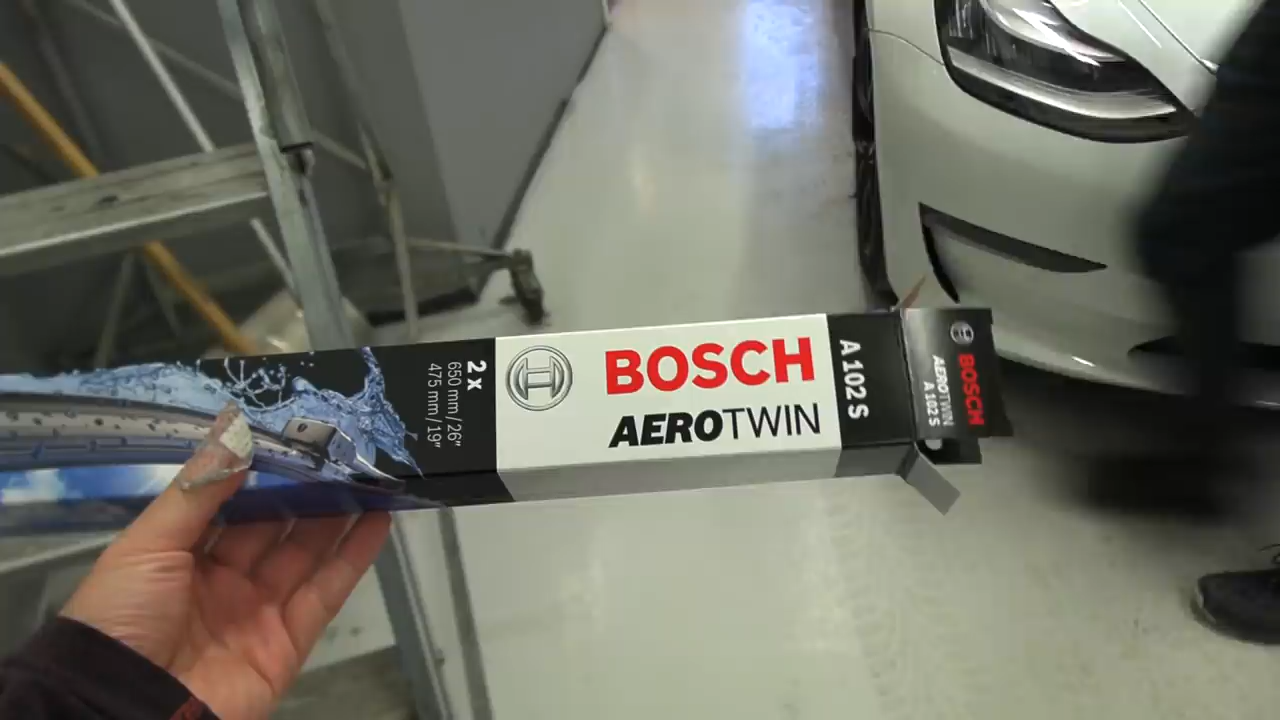 2 x
650 mm / 26"
475 mm / 19"
BOSCH
AEROTWIN
A 102 S
BOSCH
AEROTWIN
A 102 S